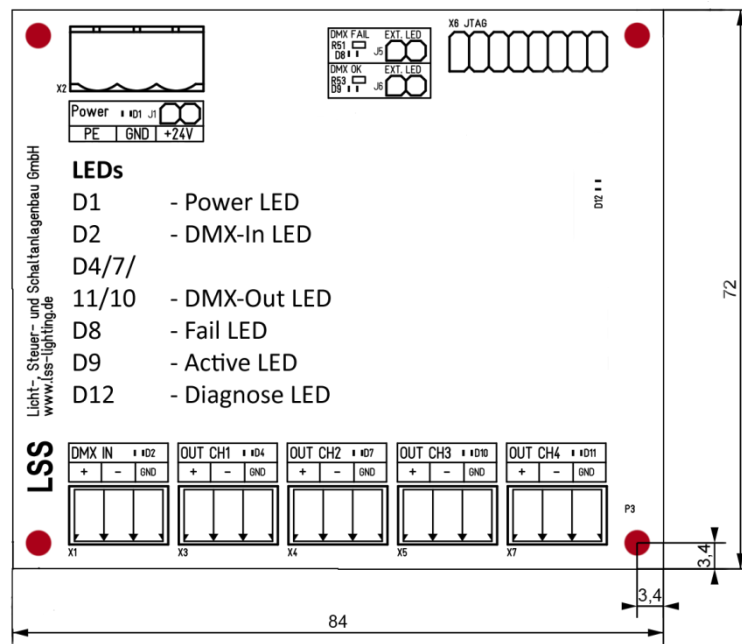 X2
DMX FAIL EXT. LED
R51
D8 J5
DMX OK EXT. LED
R53
D9 J6
X6 JTAG
Power D1 J1
PE GND +24V
D12
LEDs
D1 - Power LED
D2 - DMX-In LED
D4/7/
11/10 - DMX-Out LED
D8 - Fail LED
D9 - Active LED
D12 - Diagnose LED
Licht-, Steuer- und Schaltanlagenbau GmbH
www.lss-lighting.de
LSS
DMX IN D2
+ - GND
X1
OUT CH1 D4
+ - GND
X3
OUT CH2 D7
+ - GND
X4
OUT CH3 D10
+ - GND
X5
OUT CH4 D11
+ - GND
X7
P3
72
3,4
3,4
84